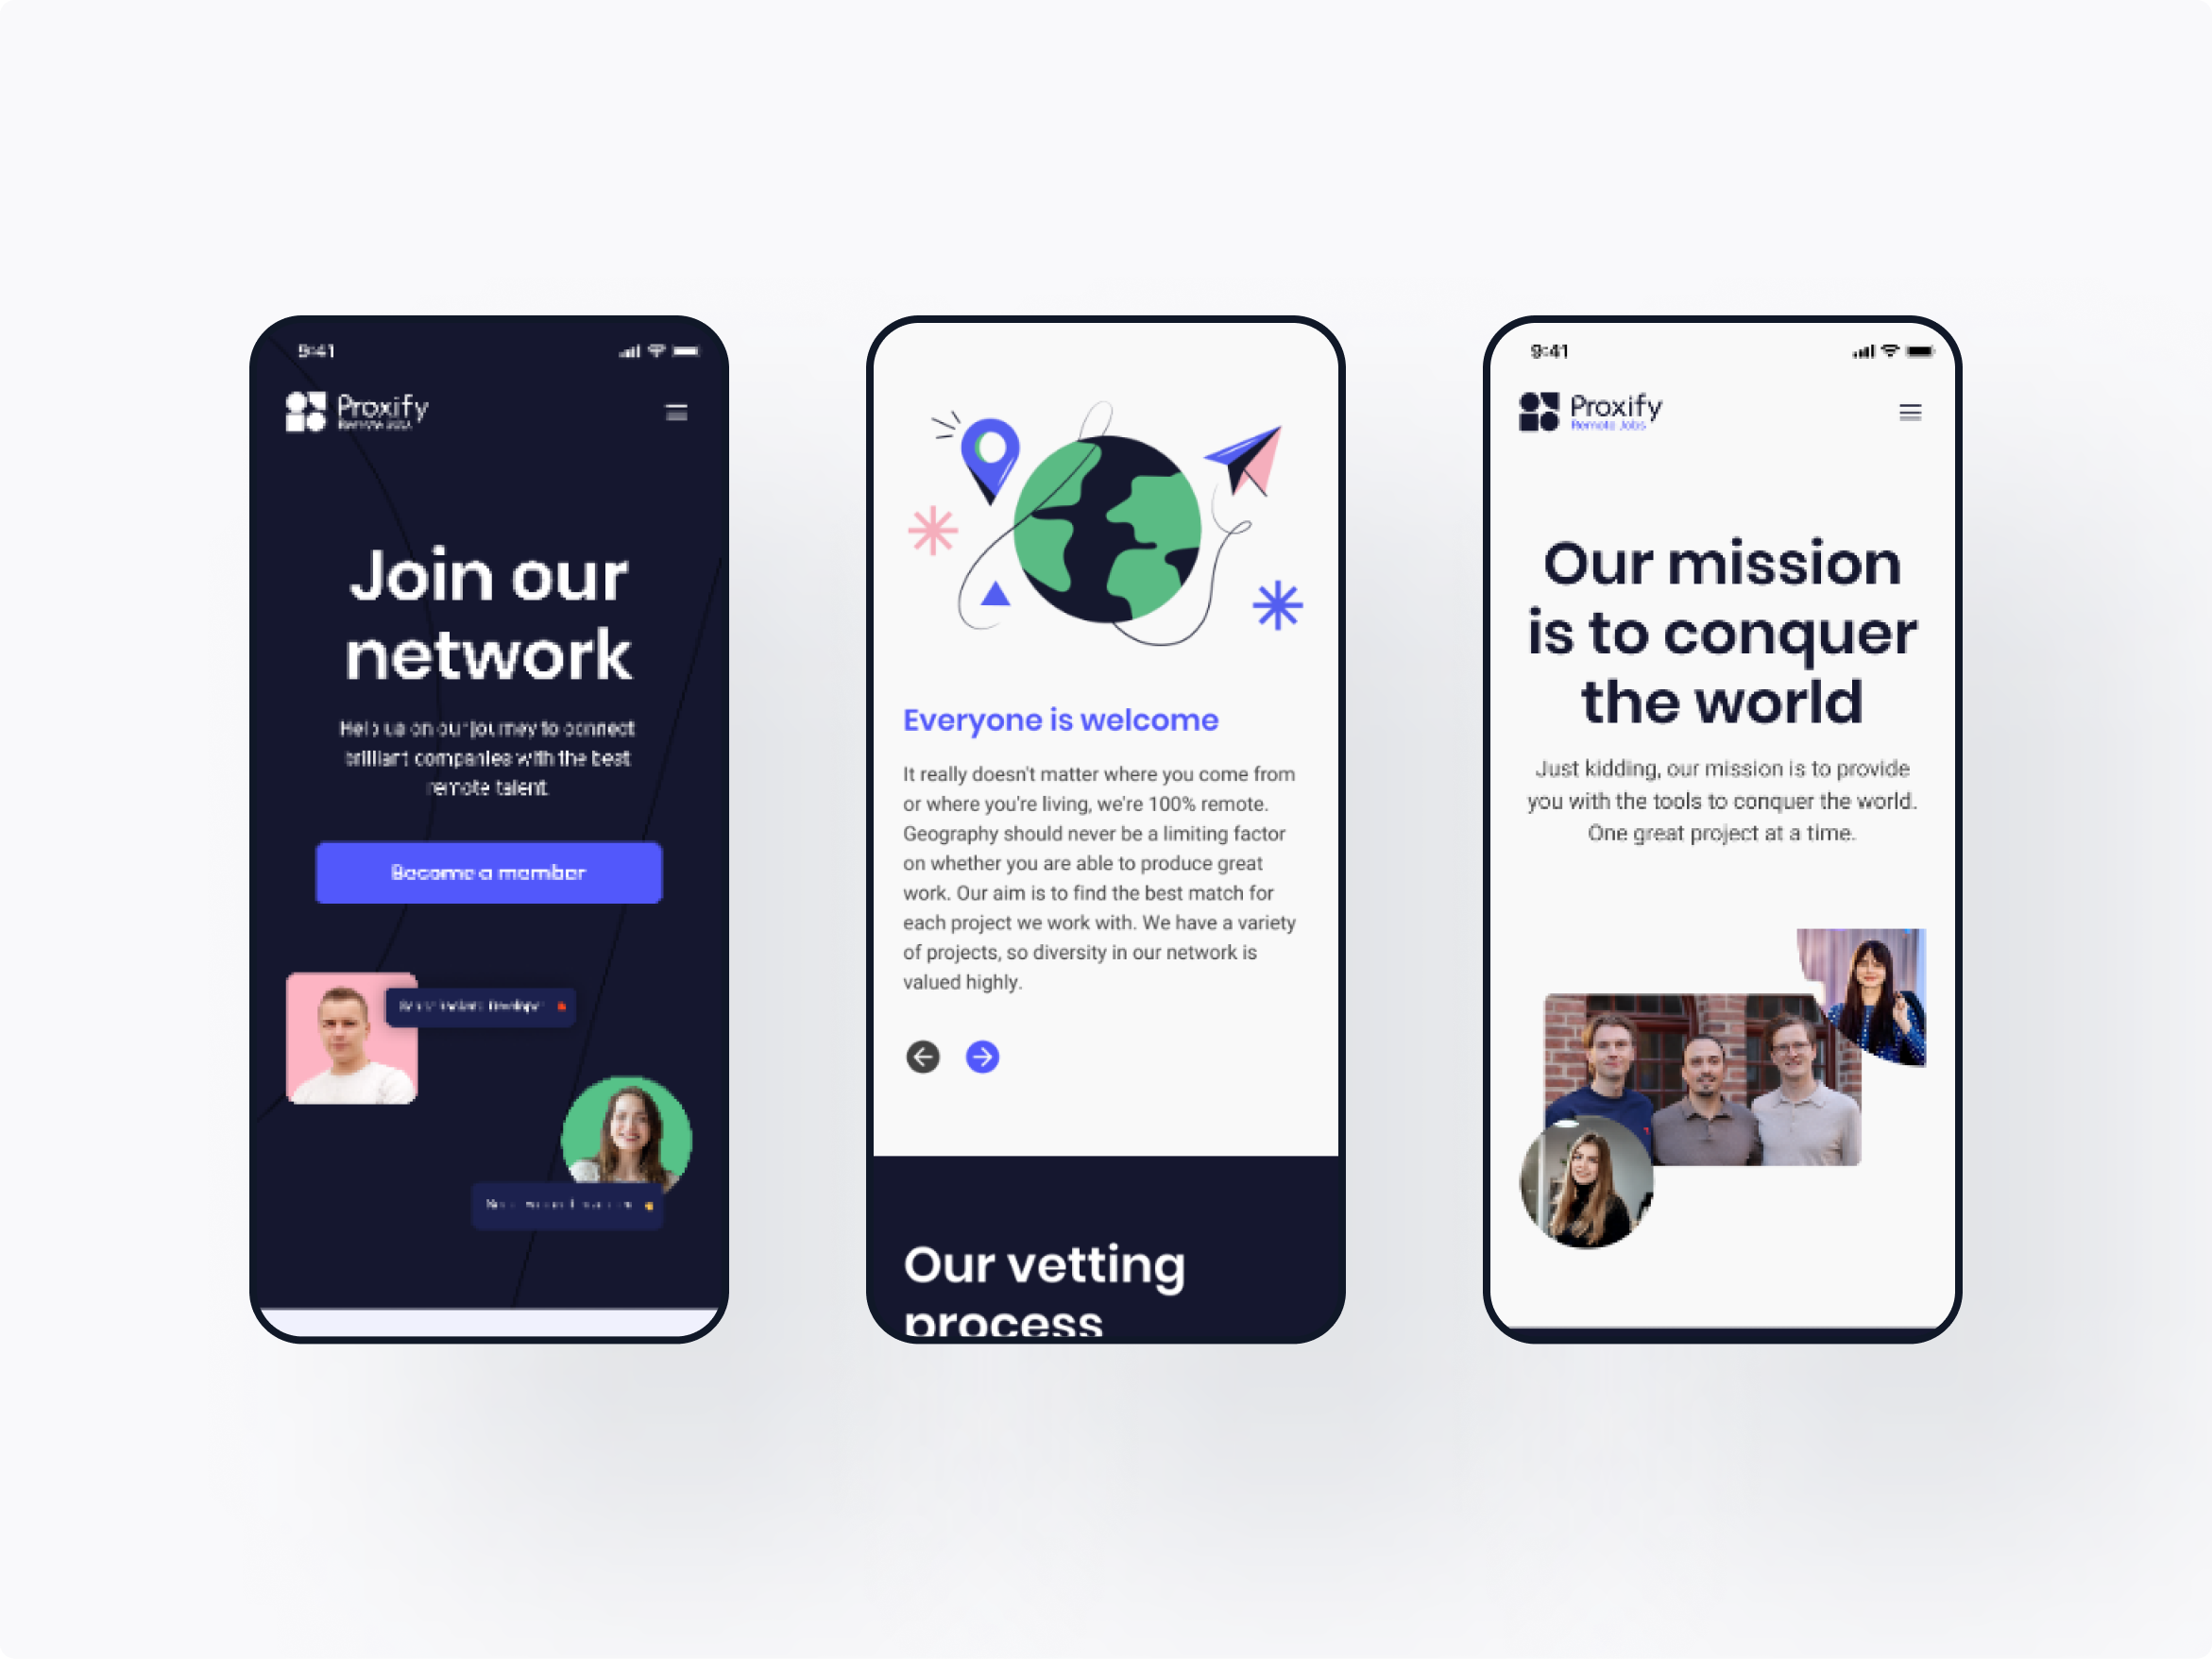 9:41
Proxify
Join our
network
Help us on our journey to connect
brilliant companies with the best
remote talent.
Become a member
Everyone is welcome
It really doesn't matter where you come from
or where you're living, we're 100% remote.
Geography should never be a limiting factor
on whether you are able to produce great
work. Our aim is to find the best match for
each project we work with. We have a variety
of projects, so diversity in our network is
valued highly.
Our vetting
process
9:41
Proxify
Remote Jobs
Our mission
is to conquer
the world
Just kidding, our mission is to provide
you with the tools to conquer the world.
One great project at a time.